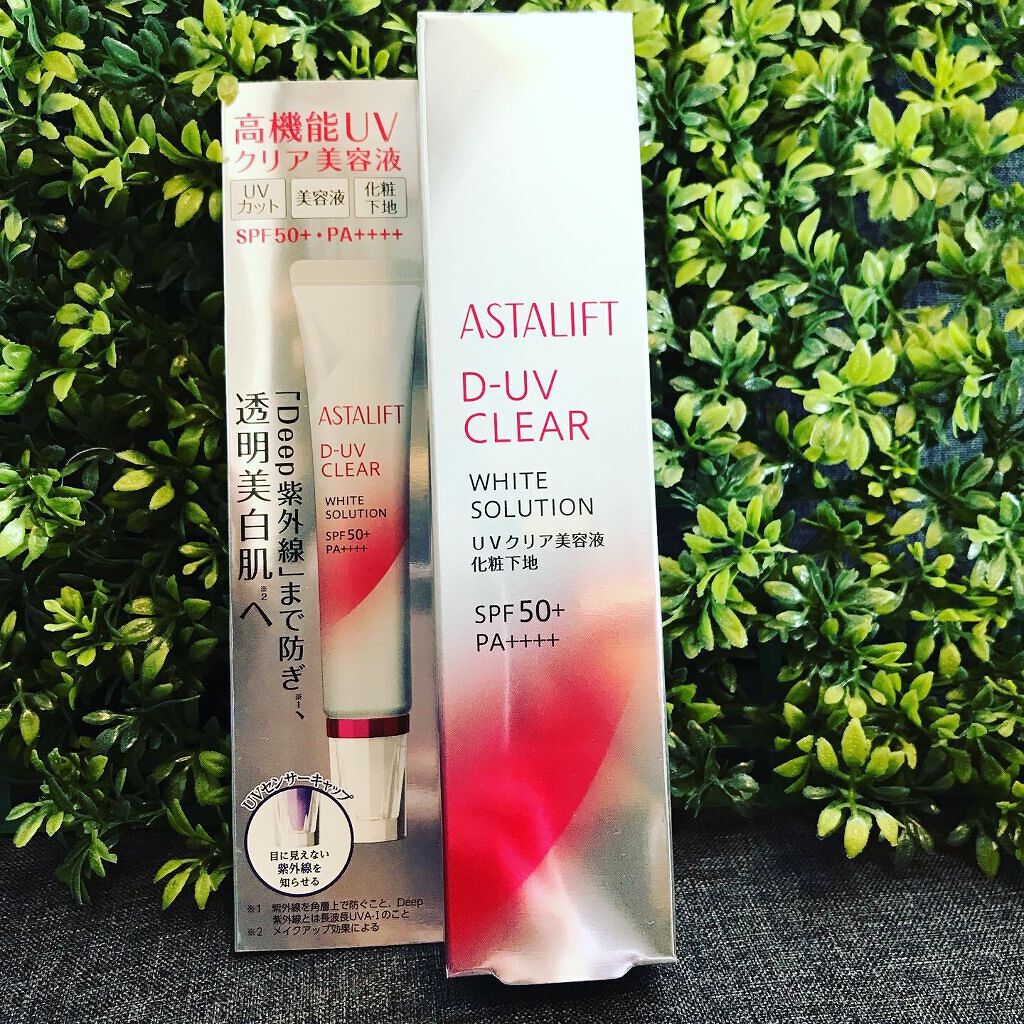 高機能UV
クリア美容液
UV
カット
美容液
化粧
下地
SPF50+・PA++++
「Deep紫外線」まで防ぎ※1、
透明美白肌※2へ
ASTALIFT
D-UV
CLEAR
WHITE
SOLUTION
SPF50+
PA++++
UVセンサーキャップ
目に見えない
紫外線を
知らせる
※1 紫外線を角層上で防ぐこと、Deep
紫外線とは長波長UVA-Iのこと
※2 メイクアップ効果による
ASTALIFT
D-UV
CLEAR
WHITE
SOLUTION
UVクリア美容液
化粧下地
SPF50+
PA++++